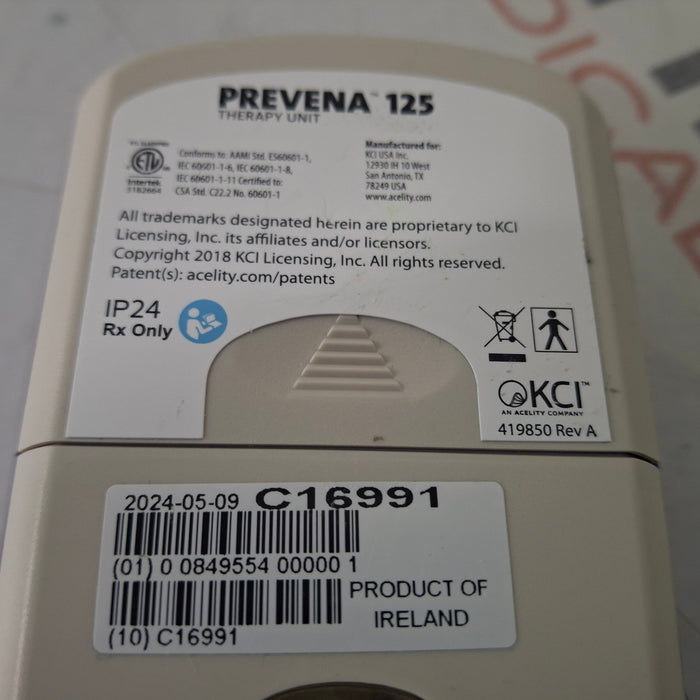 PREVENA™ 125
THERAPY UNIT
ETL
Intertek
3182664
Conforms to: AAMI Std. ES60601-1,
IEC 60601-1-6, IEC 60601-1-8,
IEC 60601-1-11 Certified to:
CSA Std. C22.2 No. 60601-1
Manufactured for:
KCI USA Inc.
12930 IH 10 West
San Antonio, TX
78249 USA
www.acelity.com
All trademarks designated herein are proprietary to KCI
Licensing, Inc. its affiliates and/or licensors.
Copyright 2018 KCI Licensing, Inc. All rights reserved.
Patent(s): acelity.com/patents
IP24
Rx Only
KCI™
AN ACELITY COMPANY
419850 Rev A
2024-05-09 C16991
(01) 0 0849554 00000 1
PRODUCT OF
IRELAND
(10) C16991